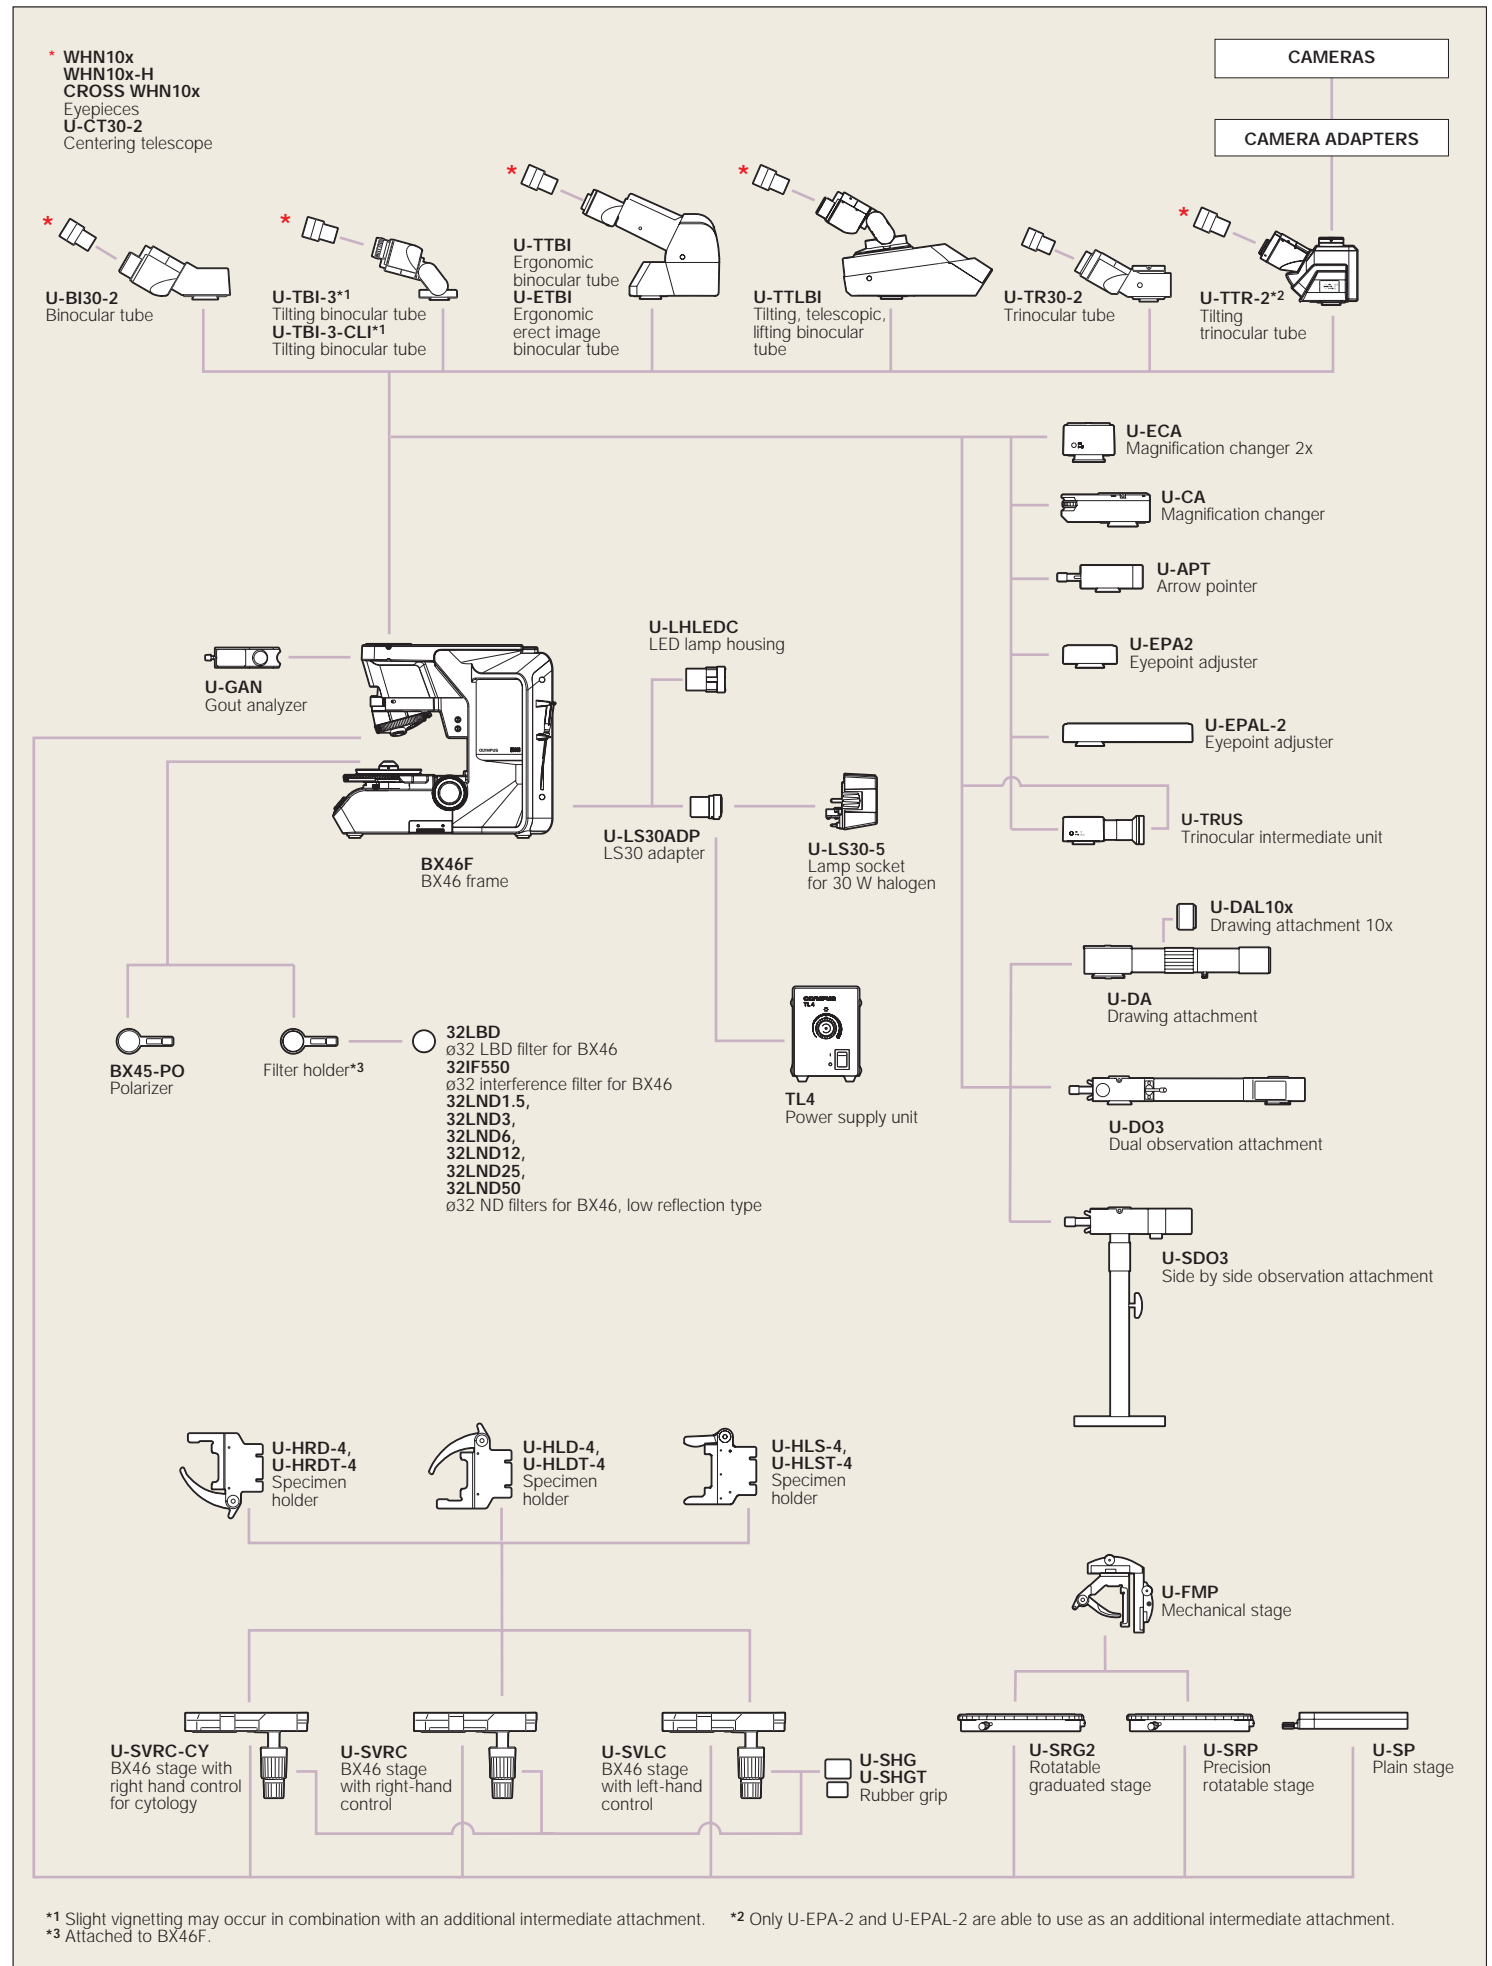 * WHN10x
WHN10x-H
CROSS WHN10x
Eyepieces
U-CT30-2
Centering telescope
CAMERAS
CAMERA ADAPTERS
*
*
*
*
*
U-BI30-2
Binocular tube
U-TBI-3*1
Tilting binocular tube
U-TBI-3-CLI*1
Tilting binocular tube
U-TTBI
Ergonomic
binocular tube
U-ETBI
Ergonomic
erect image
binocular tube
U-TTLBI
Tilting, telescopic,
lifting binocular
tube
U-TR30-2
Trinocular tube
U-TTR-2*2
Tilting
trinocular tube
U-ECA
Magnification changer 2x
U-CA
Magnification changer
U-APT
Arrow pointer
U-EPA2
Eyepoint adjuster
U-EPAL-2
Eyepoint adjuster
U-TRUS
Trinocular intermediate unit
U-LHLEDC
LED lamp housing
U-GAN
Gout analyzer
OLYMPUS
BX46F
BX46 frame
U-LS30ADP
LS30 adapter
U-LS30-5
Lamp socket
for 30 W halogen
U-DAL10x
Drawing attachment 10x
U-DA
Drawing attachment
OLYMPUS
TL4
TL4
Power supply unit
BX45-PO
Polarizer
Filter holder*3
32LBD
ø32 LBD filter for BX46
32IF550
ø32 interference filter for BX46
32LND1.5,
32LND3,
32LND6,
32LND12,
32LND25,
32LND50
ø32 ND filters for BX46, low reflection type
U-DO3
Dual observation attachment
U-SDO3
Side by side observation attachment
U-HRD-4,
U-HRDT-4
Specimen
holder
U-HLD-4,
U-HLDT-4
Specimen
holder
U-HLS-4,
U-HLST-4
Specimen
holder
U-FMP
Mechanical stage
U-SVRC-CY
BX46 stage with
right hand control
for cytology
U-SVRC
BX46 stage
with right-hand
control
U-SVLC
BX46 stage
with left-hand
control
U-SHG
U-SHGT
Rubber grip
U-SRG2
Rotatable
graduated stage
U-SRP
Precision
rotatable stage
U-SP
Plain stage
*1 Slight vignetting may occur in combination with an additional intermediate attachment. *2 Only U-EPA-2 and U-EPAL-2 are able to use as an additional intermediate attachment.
*3 Attached to BX46F.